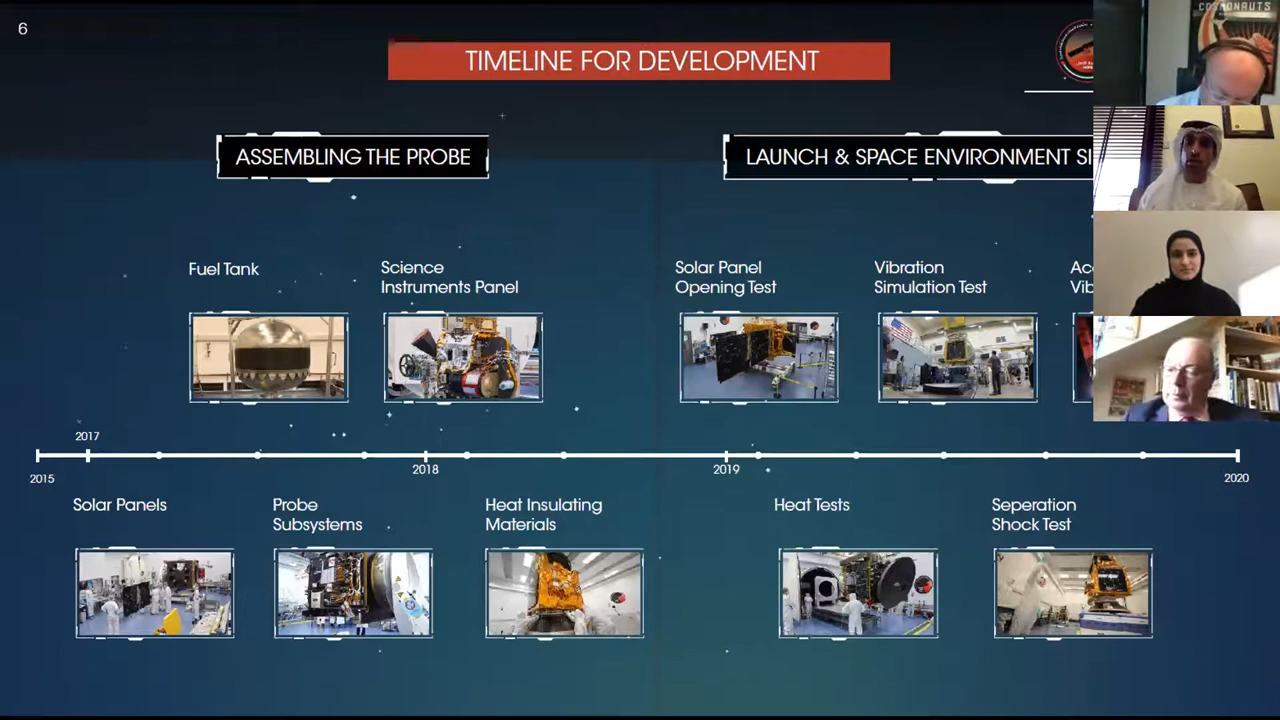 6
COSMONAUTS
TIMELINE FOR DEVELOPMENT
ASSEMBLING THE PROBE
LAUNCH & SPACE ENVIRONMENT SI
Fuel Tank
Science
Instruments Panel
Solar Panel
Opening Test
Vibration
Simulation Test
Ac
Vib
2015
2017
2018
2019
2020
Solar Panels
Probe
Subsystems
Heat Insulating
Materials
Heat Tests
Seperation
Shock Test